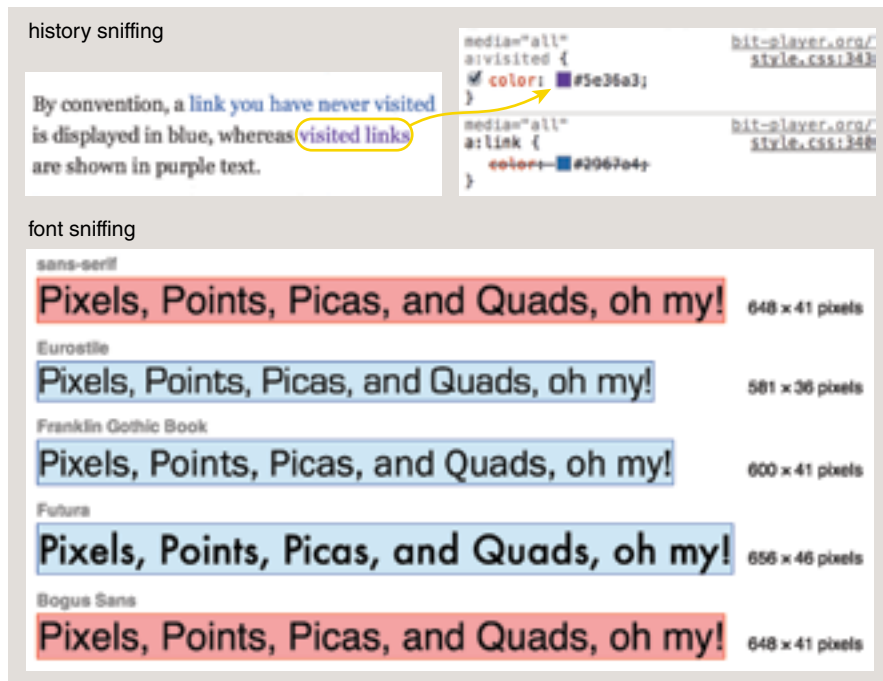 history sniffing
By convention, a link you have never visited
is displayed in blue, whereas visited links
are shown in purple text.
media="all"
bit-player.org/
a:visited {
style.css:343
color: #5e36a3;
}
media="all"
bit-player.org/
a:link {
style.css:340
color: #2967a4;
}
font sniffing
sans-serif
Pixels, Points, Picas, and Quads, oh my! 648 × 41 pixels
Eurostile
Pixels, Points, Picas, and Quads, oh my! 581 × 36 pixels
Franklin Gothic Book
Pixels, Points, Picas, and Quads, oh my! 600 × 41 pixels
Futura
Pixels, Points, Picas, and Quads, oh my! 656 × 46 pixels
Bogus Sans
Pixels, Points, Picas, and Quads, oh my! 648 × 41 pixels